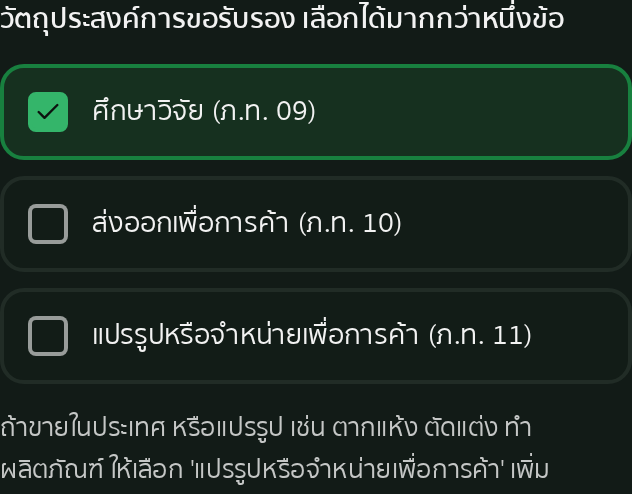 วัตถุประสงค์การขอรับรอง เลือกได้มากกว่าหนึ่งข้อ
ศึกษาวิจัย (ภ.ท. 09)
ส่งออกเพื่อการค้า (ภ.ท. 10)
แปรรูปหรือจำหน่ายเพื่อการค้า (ภ.ท. 11)
ถ้าขายในประเทศ หรือแปรรูป เช่น ตากแห้ง ตัดแต่ง ทำ
ผลิตภัณฑ์ ให้เลือก 'แปรรูปหรือจำหน่ายเพื่อการค้า' เพิ่ม